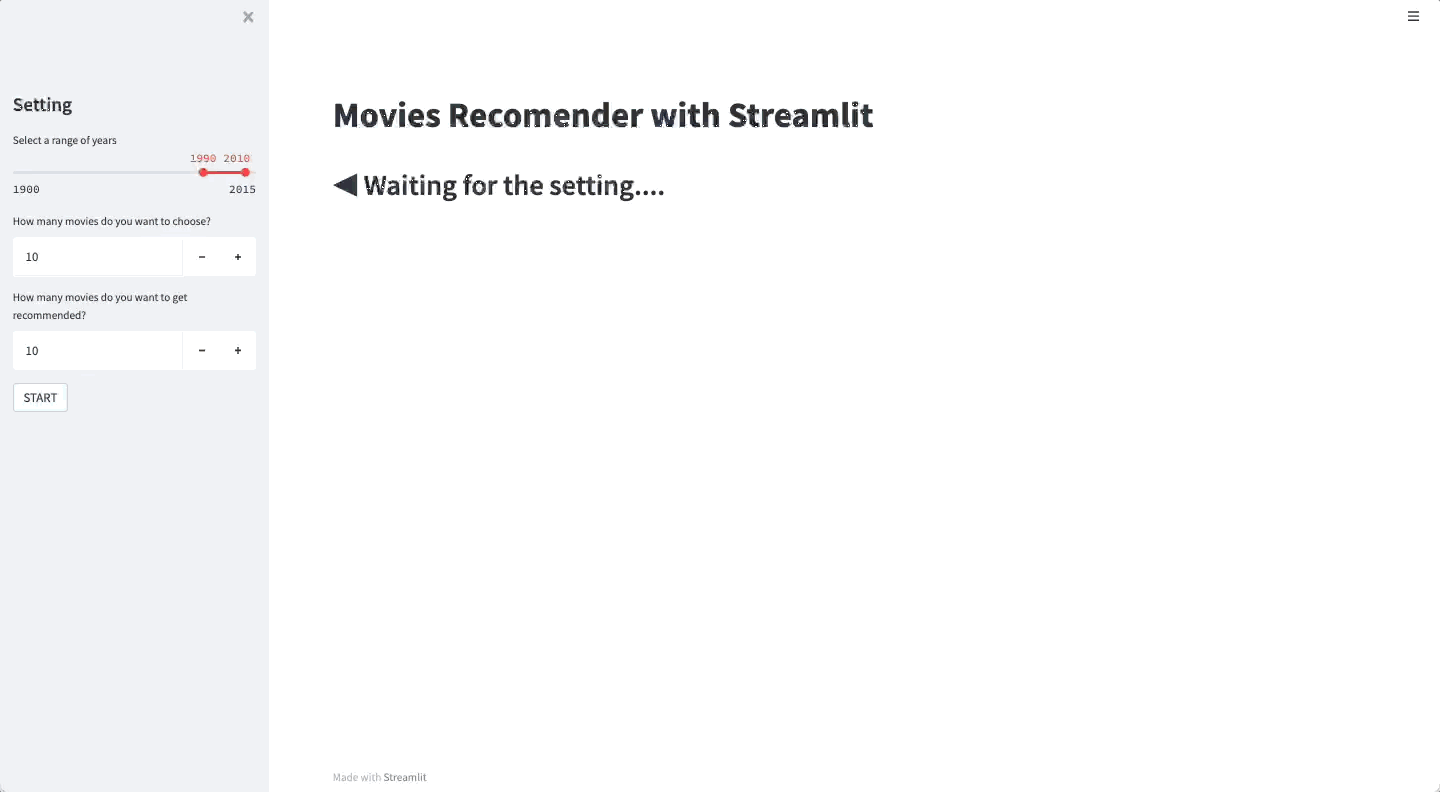 Setting
Select a range of years
1990 2010
1900 2015
How many movies do you want to choose?
10 − +
How many movies do you want to get
recommended?
10 − +
START
Movies Recomender with Streamlit
◀ Waiting for the setting....
Made with Streamlit